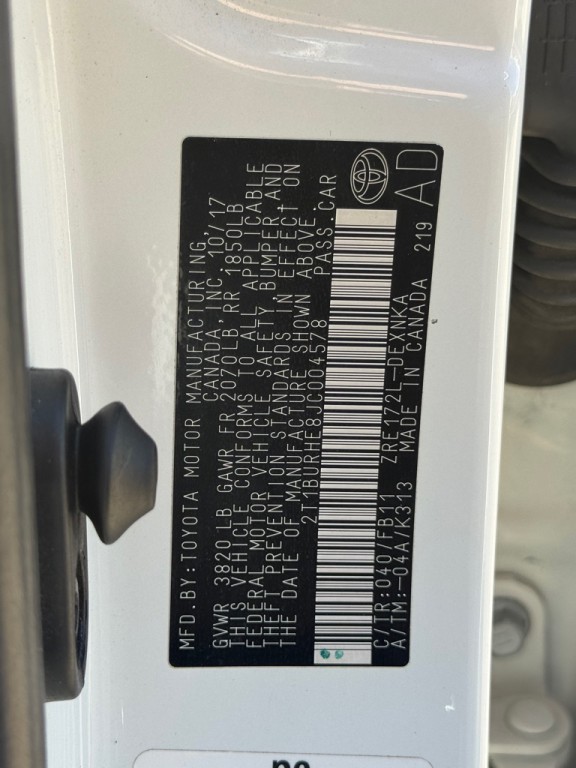 MFD.BY:TOYOTA MOTOR MANUFACTURING
CANADA, INC. 10/17
GVWR 3820 LB GAWR FR 2070LB, RR 1850LB
THIS VEHICLE CONFORMS TO ALL APPLICABLE
FEDERAL MOTOR VEHICLE SAFETY, BUMPER, AND
THEFT PREVENTION STANDARDS IN EFFECT ON
THE DATE OF MANUFACTURE SHOWN ABOVE.
2T1BURHE8JC004578 PASS.CAR
C/TR:040/FB11 ZRE172L-DEXNKA
A/TM:-04A/K313 MADE IN CANADA 219 AD